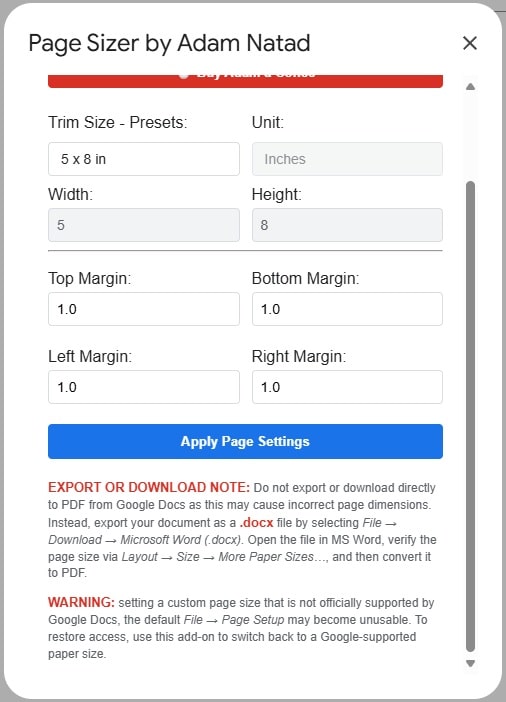 Page Sizer by Adam Natad
Trim Size - Presets:
Unit:
5 x 8 in
Inches
Width:
Height:
5
8
Top Margin:
Bottom Margin:
1.0
1.0
Left Margin:
Right Margin:
1.0
1.0
Apply Page Settings
EXPORT OR DOWNLOAD NOTE: Do not export or download directly
to PDF from Google Docs as this may cause incorrect page dimensions.
Instead, export your document as a .docx file by selecting File →
Download → Microsoft Word (.docx). Open the file in MS Word, verify the
page size via Layout → Size → More Paper Sizes…, and then convert it
to PDF.
WARNING: setting a custom page size that is not officially supported by
Google Docs, the default File → Page Setup may become unusable. To
restore access, use this add-on to switch back to a Google-supported
paper size.